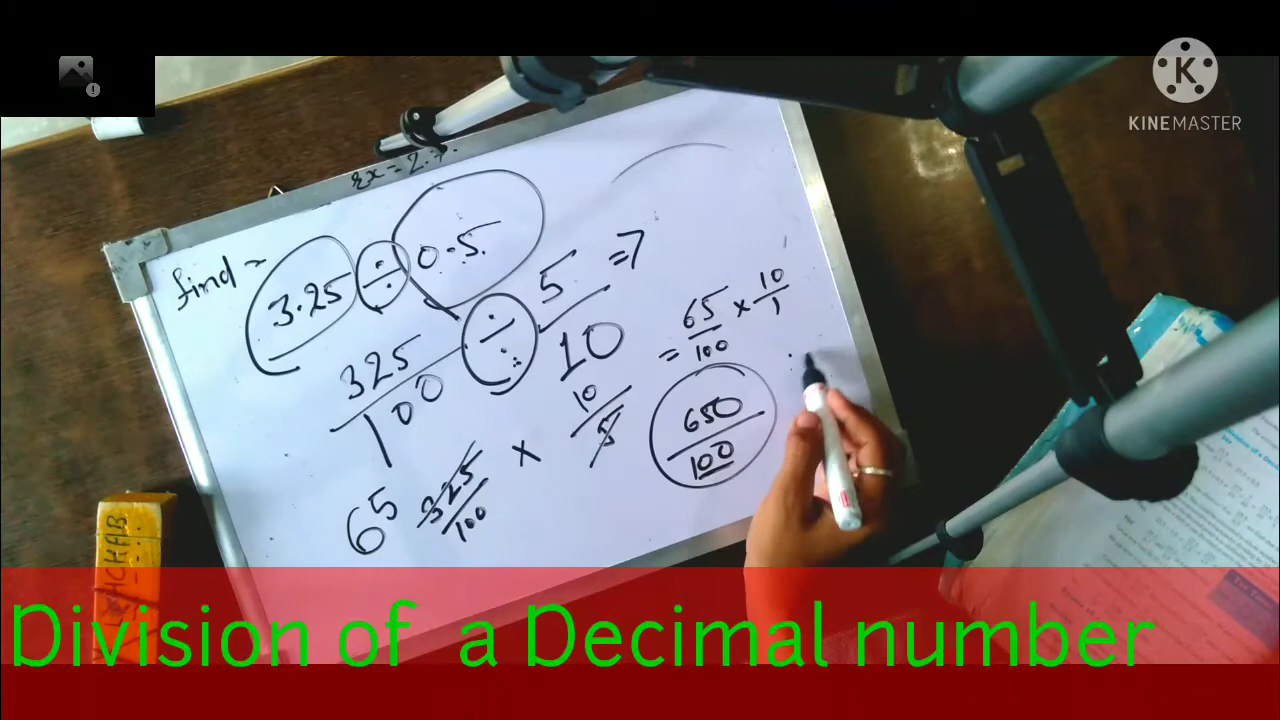 KINEMASTER
Ex = 2.7.
find ~ 3.25 ÷ 0.5
325/100 ÷ 5/10 =7
65 325/100 × 10/5
= 65/100 × 10/1
650/100
Division of a Decimal number